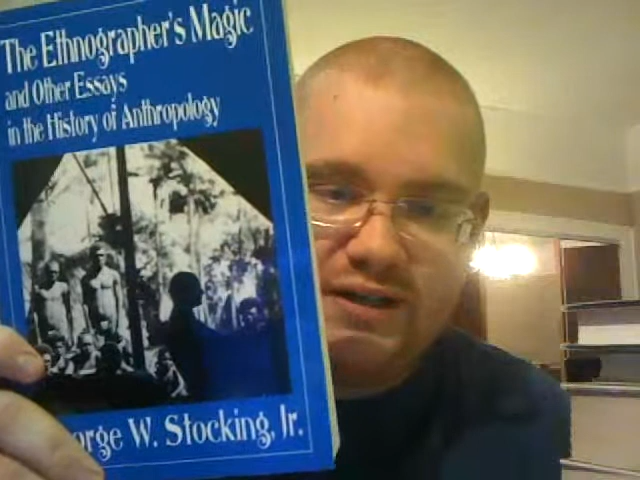 The Ethnographer's Magic
and Other Essays
in the History of Anthropology
orge W. Stocking, Jr.